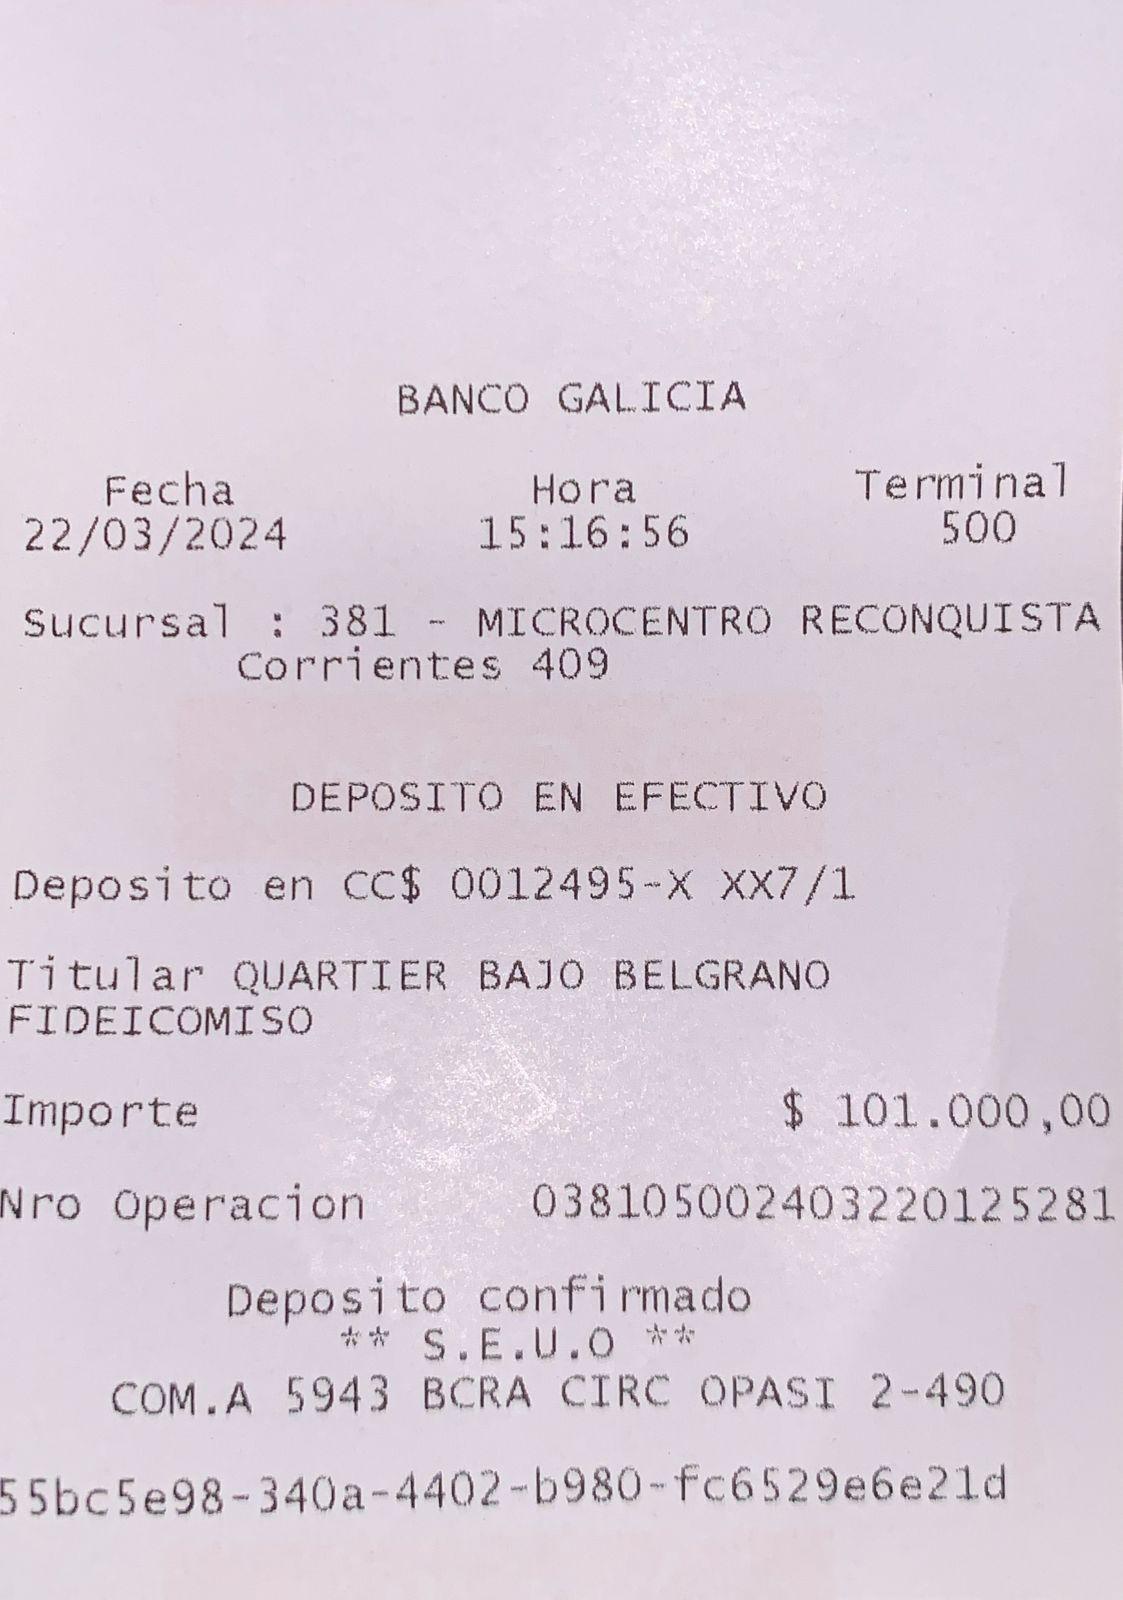 BANCO GALICIA
Fecha Hora Terminal
22/03/2024 15:16:56 500
Sucursal : 381 - MICROCENTRO RECONQUISTA
Corrientes 409
DEPOSITO EN EFECTIVO
Deposito en CC$ 0012495-X XX7/1
Titular QUARTIER BAJO BELGRANO
FIDEICOMISO
Importe $ 101.000,00
Nro Operacion 03810500240322012528​1
Deposito confirmado
** S.E.U.O **
COM.A 5943 BCRA CIRC OPASI 2-490
55bc5e98-340a-4402-b980-fc6529e6e21d